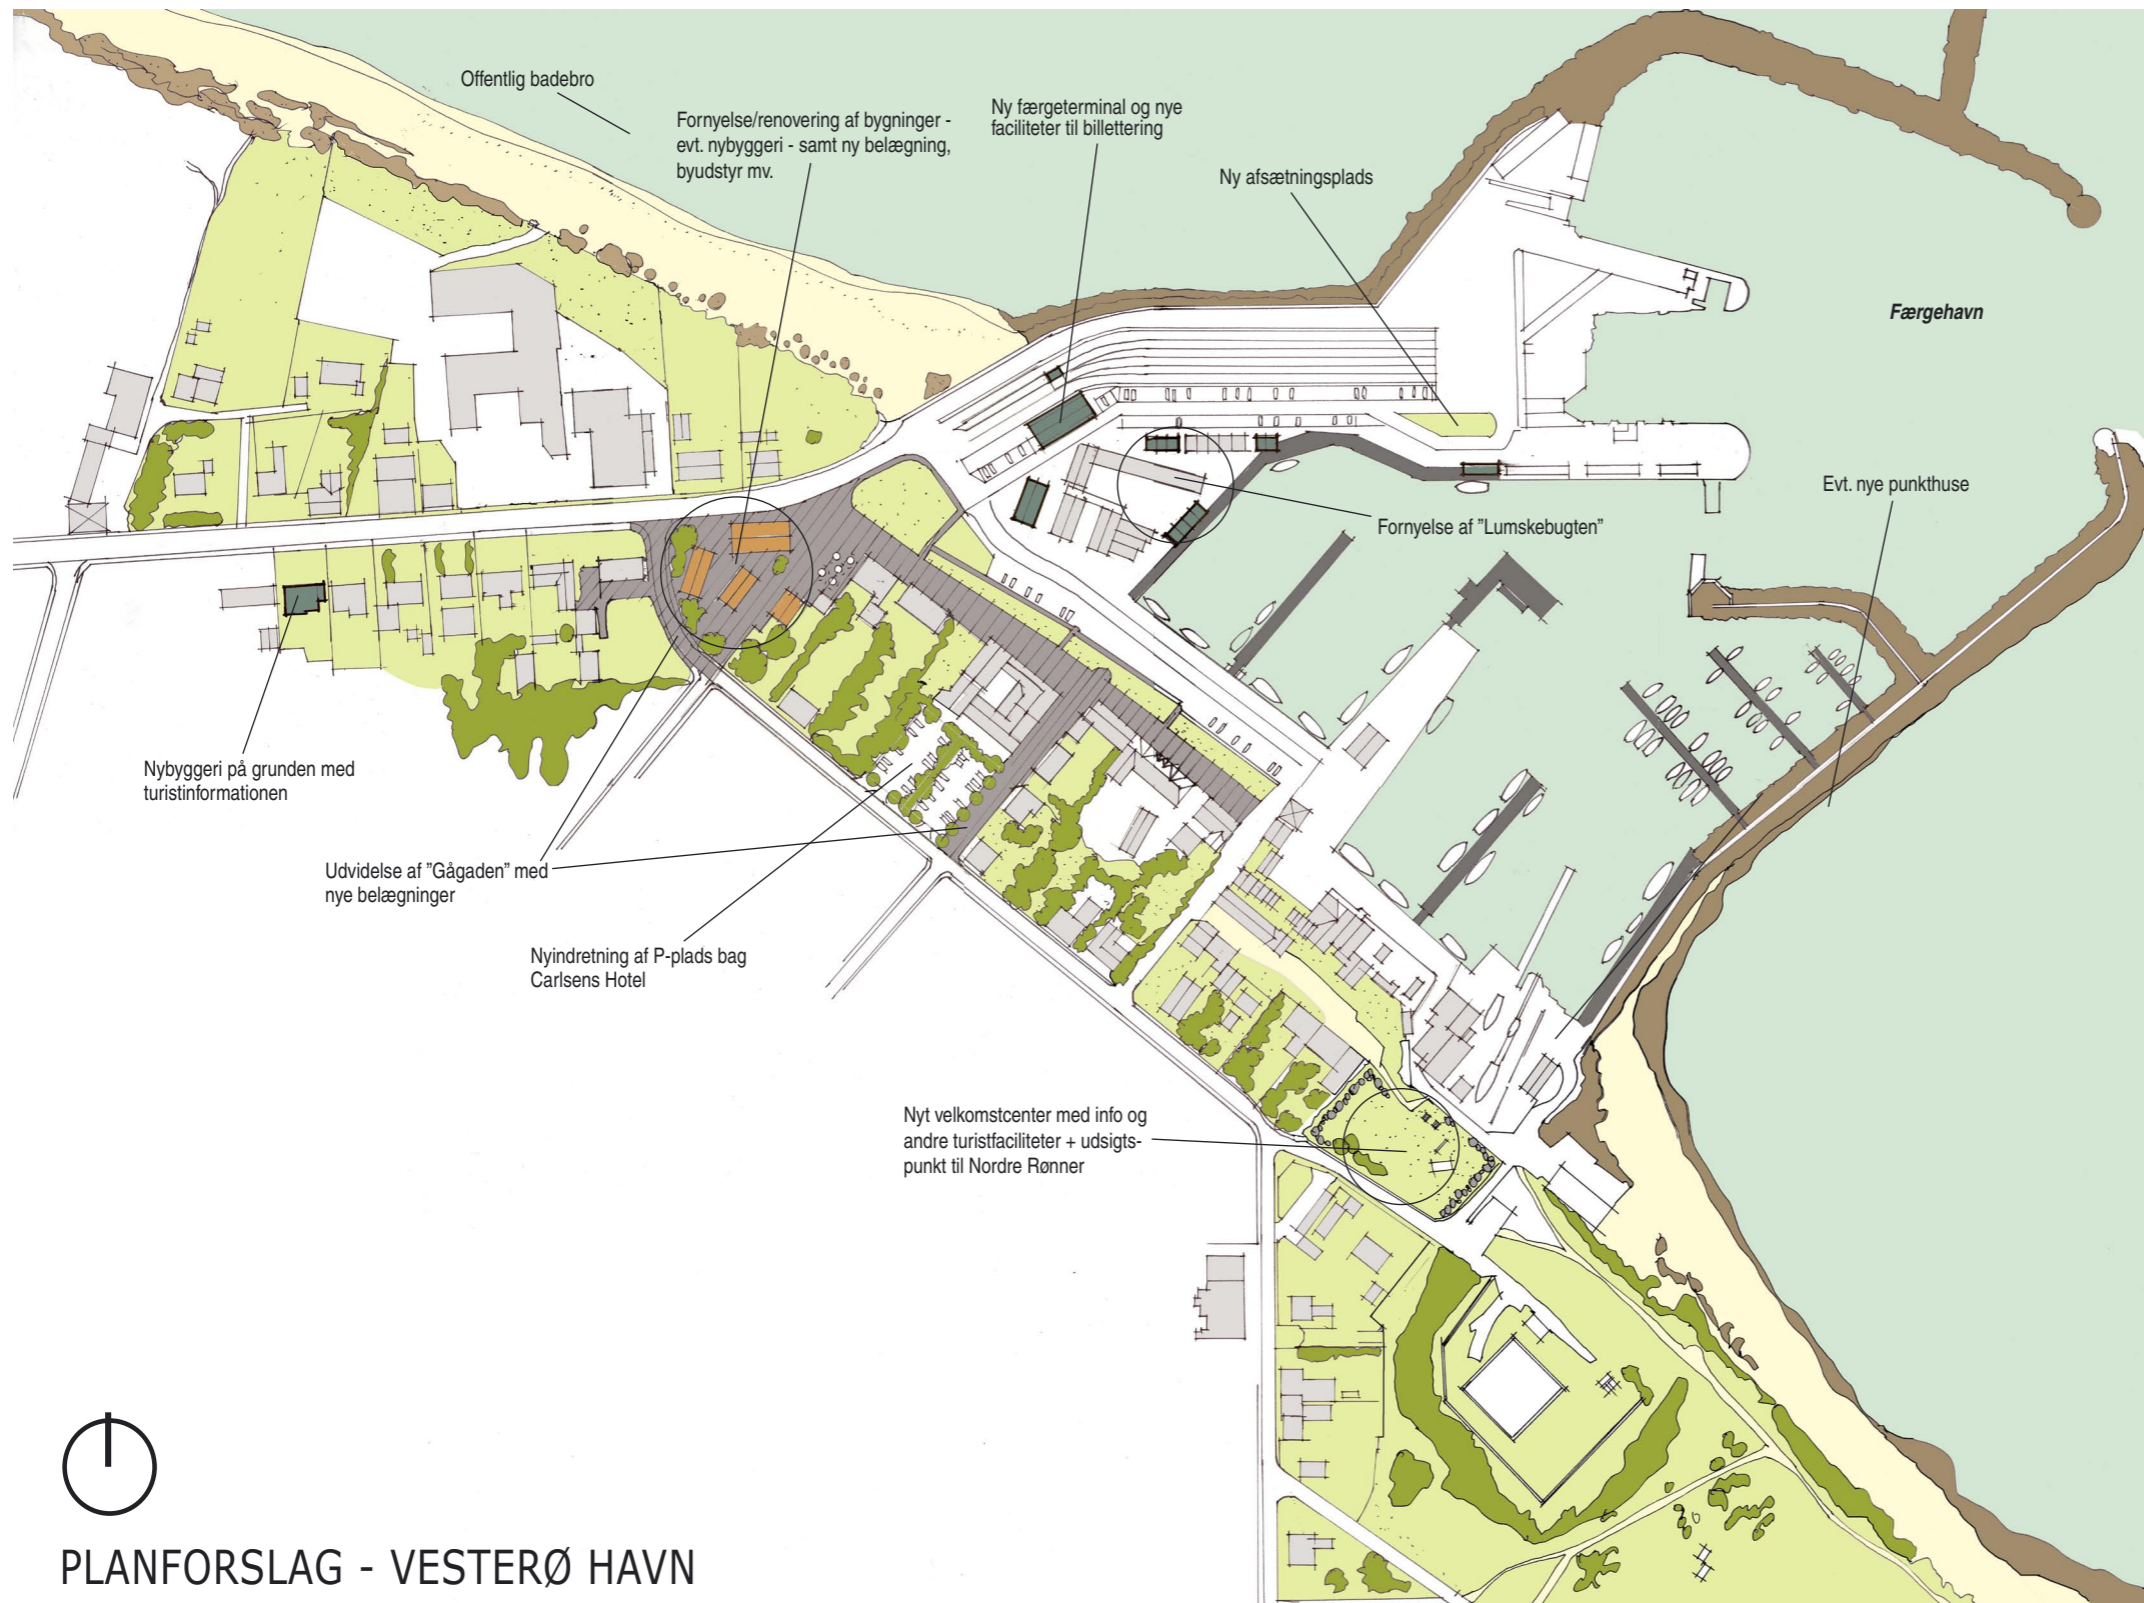 Offentlig badebro
Fornyelse/renovering af bygninger -
evt. nybyggeri - samt ny belægning,
byudstyr mv.
Ny færgeterminal og nye
faciliteter til billettering
Ny afsætningsplads
Færgehavn
Evt. nye punkthuse
Fornyelse af ”Lumskebugten”
Nybyggeri på grunden med
turistinformationen
Udvidelse af ”Gågaden” med
nye belægninger
Nyindretning af P-plads bag
Carlsens Hotel
Nyt velkomstcenter med info og
andre turistfaciliteter + udsigts-
punkt til Nordre Rønner
PLANFORSLAG - VESTERØ HAVN